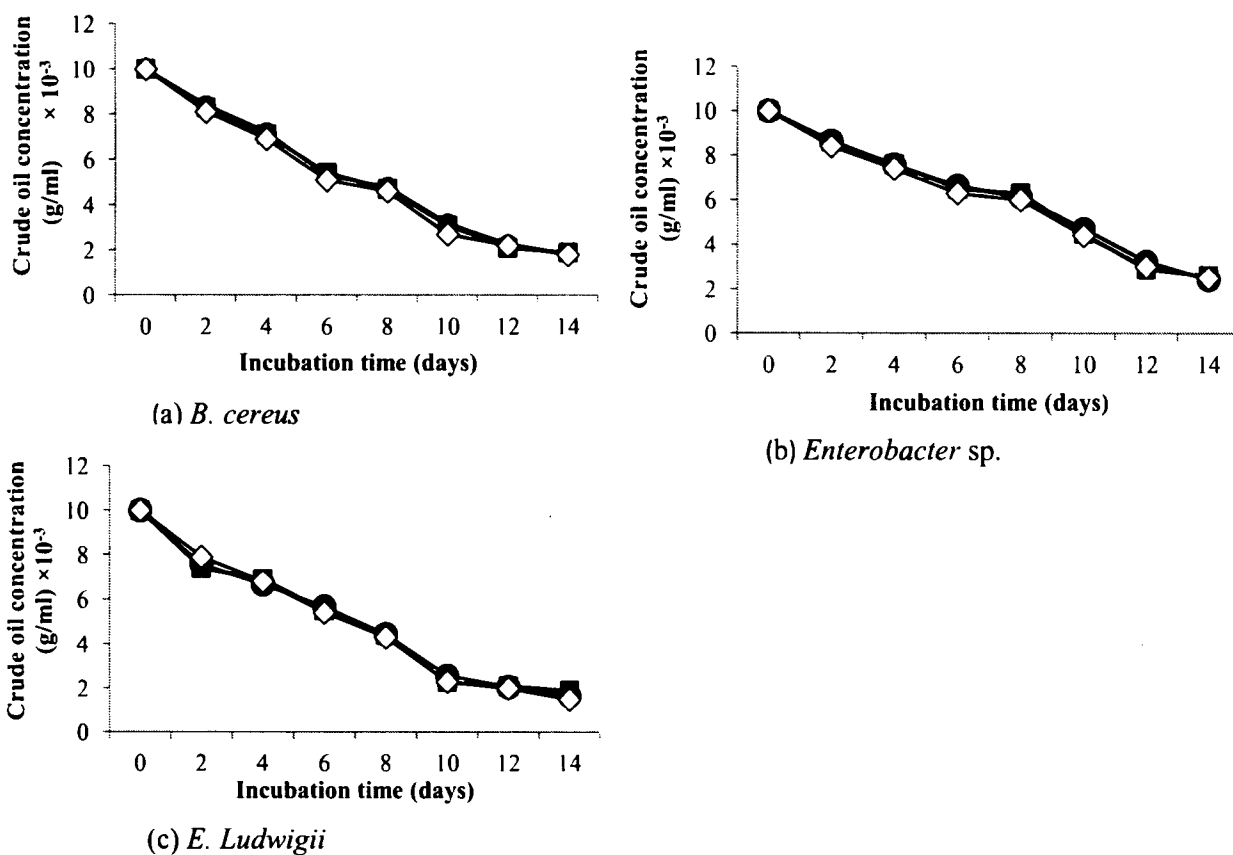 Crude oil concentration
(g/ml) × 10-3
12
10
8
6
4
2
0
0 2 4 6 8 10 12 14
Incubation time (days)
(a) B. cereus
Crude oil concentration
(g/ml) ×10-3
12
10
8
6
4
2
0
0 2 4 6 8 10 12 14
Incubation time (days)
(b) Enterobacter sp.
Crude oil concentration
(g/ml) ×10-3
12
10
8
6
4
2
0
0 2 4 6 8 10 12 14
Incubation time (days)
(c) E. Ludwigii